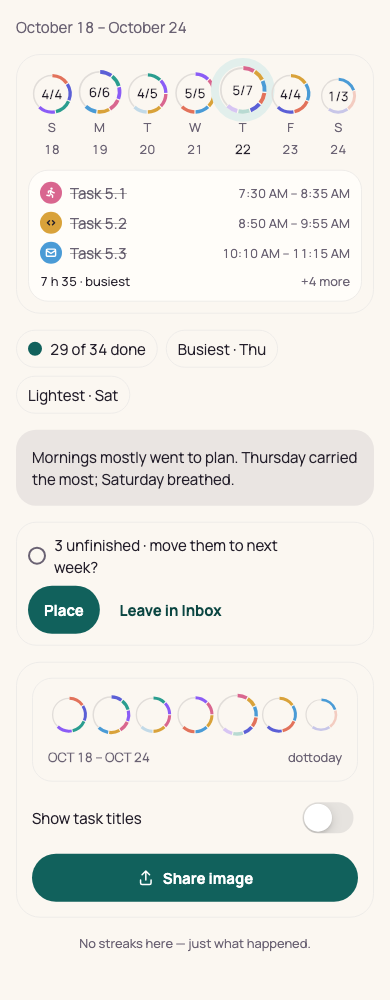 October 18 – October 24
4/4 6/6 4/5 5/5 5/7 4/4 1/3
S M T W T F S
18 19 20 21 22 23 24
Task 5.1 7:30 AM – 8:35 AM
Task 5.2 8:50 AM – 9:55 AM
Task 5.3 10:10 AM – 11:15 AM
7 h 35 · busiest +4 more
29 of 34 done Busiest · Thu
Lightest · Sat
Mornings mostly went to plan. Thursday carried
the most; Saturday breathed.
3 unfinished · move them to next
week?
Place Leave in Inbox
OCT 18 – OCT 24 dottoday
Show task titles
Share image
No streaks here — just what happened.